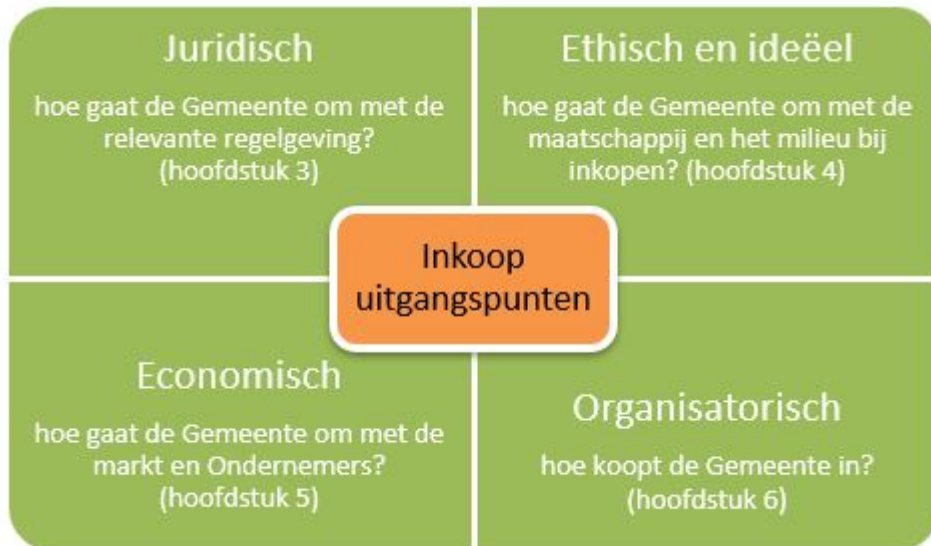 Juridisch
hoe gaat de Gemeente om met de
relevante regelgeving?
(hoofdstuk 3)
Ethisch en ideëel
hoe gaat de Gemeente om met de
maatschappij en het milieu bij
inkopen? (hoofdstuk 4)
Inkoop
uitgangspunten
Economisch
hoe gaat de Gemeente om met de
markt en Ondernemers?
(hoofdstuk 5)
Organisatorisch
hoe koopt de Gemeente in?
(hoofdstuk 6)